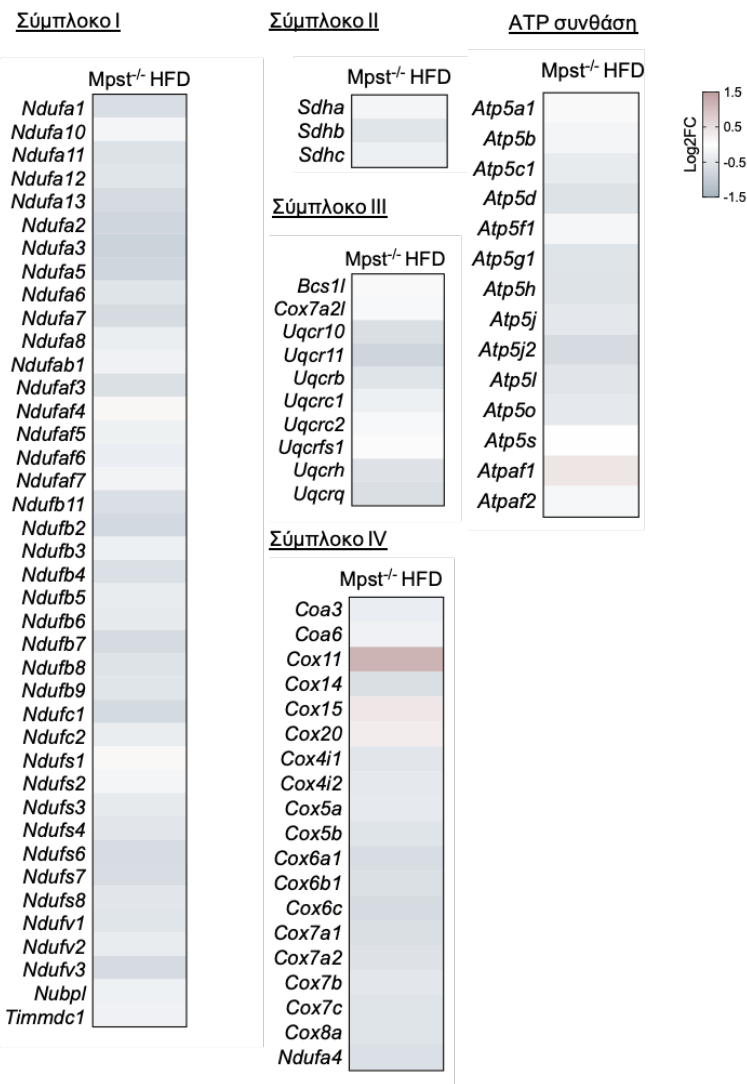 Σύμπλοκο I
Mpst-/- HFD
Ndufa1
Ndufa10
Ndufa11
Ndufa12
Ndufa13
Ndufa2
Ndufa3
Ndufa5
Ndufa6
Ndufa7
Ndufa8
Ndufab1
Ndufaf3
Ndufaf4
Ndufaf5
Ndufaf6
Ndufaf7
Ndufb11
Ndufb2
Ndufb3
Ndufb4
Ndufb5
Ndufb6
Ndufb7
Ndufb8
Ndufb9
Ndufc1
Ndufc2
Ndufs1
Ndufs2
Ndufs3
Ndufs4
Ndufs6
Ndufs7
Ndufs8
Ndufv1
Ndufv2
Ndufv3
Nubpl
Timmdc1
Σύμπλοκο II
Mpst-/- HFD
Sdha
Sdhb
Sdhc
Σύμπλοκο III
Mpst-/- HFD
Bcs1l
Cox7a2l
Uqcr10
Uqcr11
Uqcrb
Uqcrc1
Uqcrc2
Uqcrfs1
Uqcrh
Uqcrq
Σύμπλοκο IV
Mpst-/- HFD
Coa3
Coa6
Cox11
Cox14
Cox15
Cox20
Cox4i1
Cox4i2
Cox5a
Cox5b
Cox6a1
Cox6b1
Cox6c
Cox7a1
Cox7a2
Cox7b
Cox7c
Cox8a
Ndufa4
ATP συνθάση
Mpst-/- HFD
Atp5a1
Atp5b
Atp5c1
Atp5d
Atp5f1
Atp5g1
Atp5h
Atp5j
Atp5j2
Atp5l
Atp5o
Atp5s
Atpaf1
Atpaf2
Log2FC
1.5
0.5
-0.5
-1.5